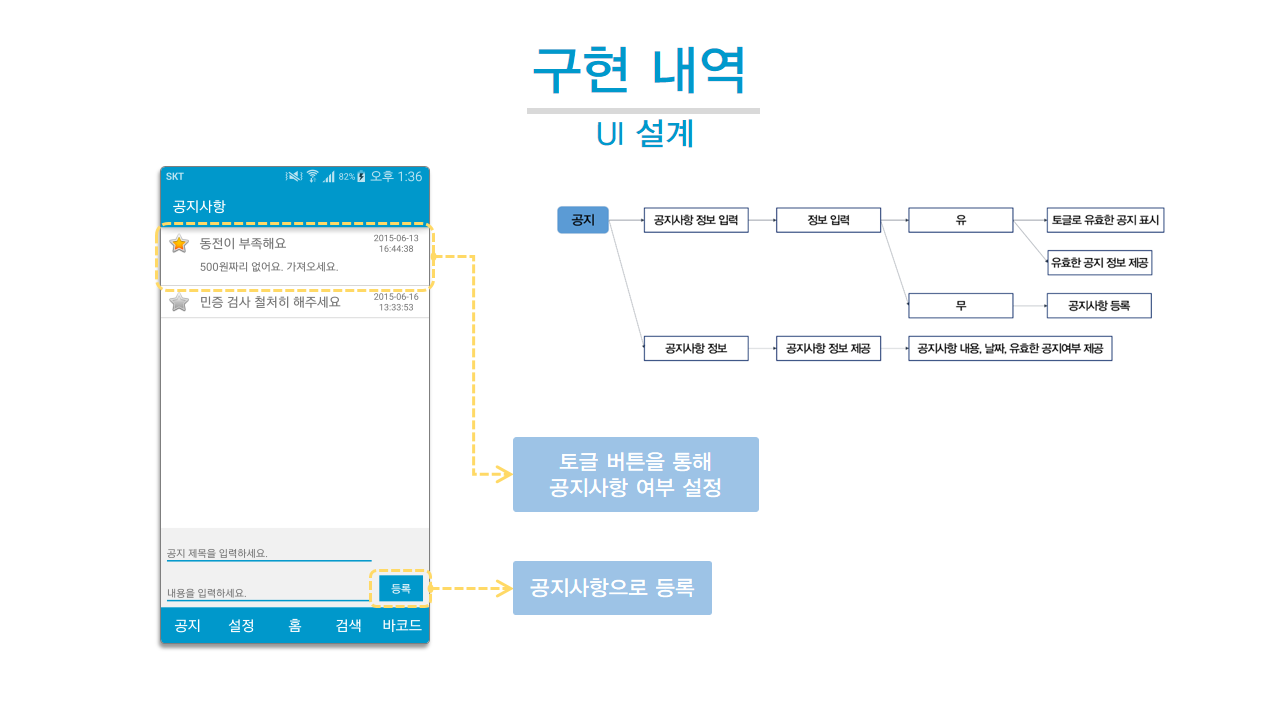 구현 내역
UI 설계
SKT 82% 오후 1:36
공지사항
동전이 부족해요 2015-06-13
16:44:38
500원짜리 없어요. 가져오세요.
민증 검사 철처히 해주세요 2015-06-16
13:33:53
공지 제목을 입력하세요.
내용을 입력하세요. 등록
공지 설정 홈 검색 바코드
공지 공지사항 정보 입력 정보 입력 유 토글로 유효한 공지 표시
유효한 공지 정보 제공
무 공지사항 등록
공지사항 정보 공지사항 정보 제공 공지사항 내용, 날짜, 유효한 공지여부 제공
토글 버튼을 통해
공지사항 여부 설정
공지사항으로 등록